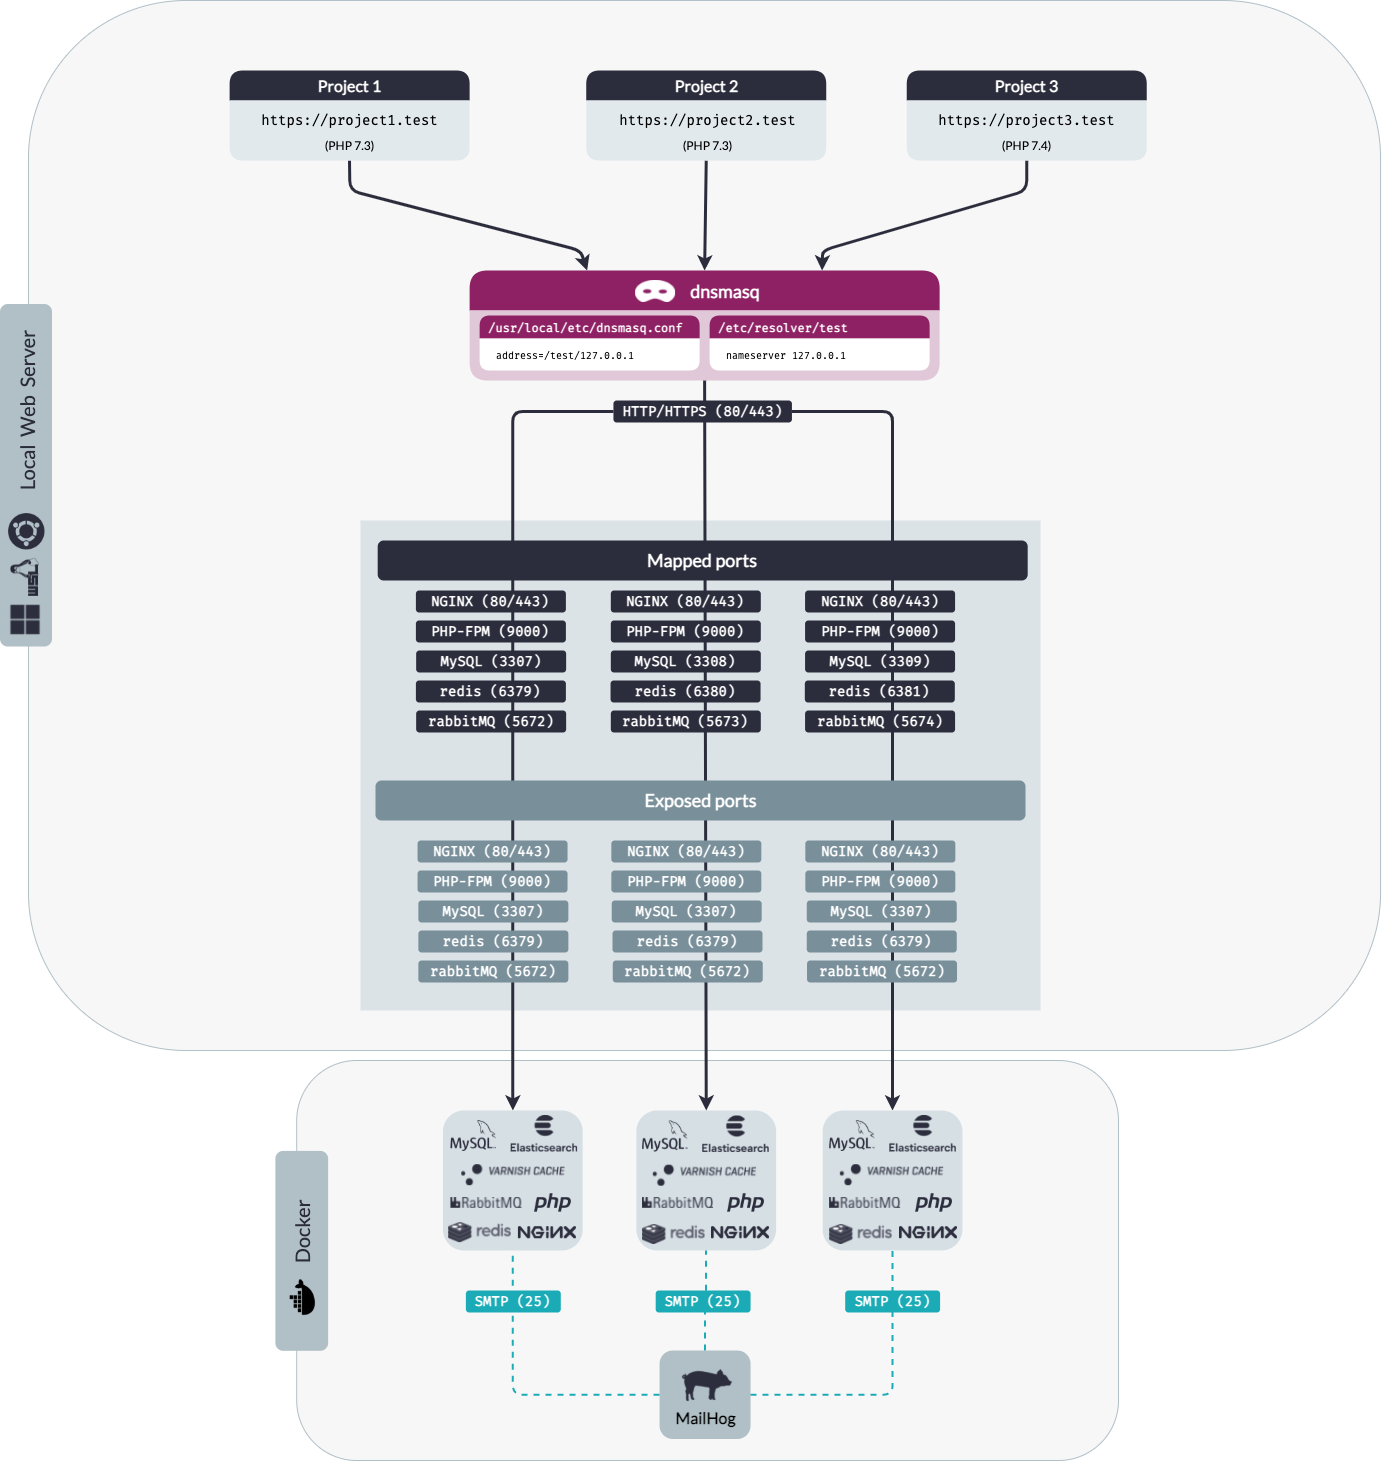 Project 1
https://project1.test
(PHP 7.3)
Project 2
https://project2.test
(PHP 7.3)
Project 3
https://project3.test
(PHP 7.4)
dnsmasq
/usr/local/etc/dnsmasq.conf
address=/test/127.0.0.1
/etc/resolver/test
nameserver 127.0.0.1
HTTP/HTTPS (80/443)
Local Web Server
WSL
Mapped ports
NGINX (80/443)
PHP-FPM (9000)
MySQL (3307)
redis (6379)
rabbitMQ (5672)
NGINX (80/443)
PHP-FPM (9000)
MySQL (3308)
redis (6380)
rabbitMQ (5673)
NGINX (80/443)
PHP-FPM (9000)
MySQL (3309)
redis (6381)
rabbitMQ (5674)
Exposed ports
NGINX (80/443)
PHP-FPM (9000)
MySQL (3307)
redis (6379)
rabbitMQ (5672)
NGINX (80/443)
PHP-FPM (9000)
MySQL (3307)
redis (6379)
rabbitMQ (5672)
NGINX (80/443)
PHP-FPM (9000)
MySQL (3307)
redis (6379)
rabbitMQ (5672)
Docker
MySQL
Elasticsearch
VARNISH CACHE
RabbitMQ
php
redis
NGiNX
MySQL
Elasticsearch
VARNISH CACHE
RabbitMQ
php
redis
NGiNX
MySQL
Elasticsearch
VARNISH CACHE
RabbitMQ
php
redis
NGiNX
SMTP (25)
SMTP (25)
SMTP (25)
MailHog